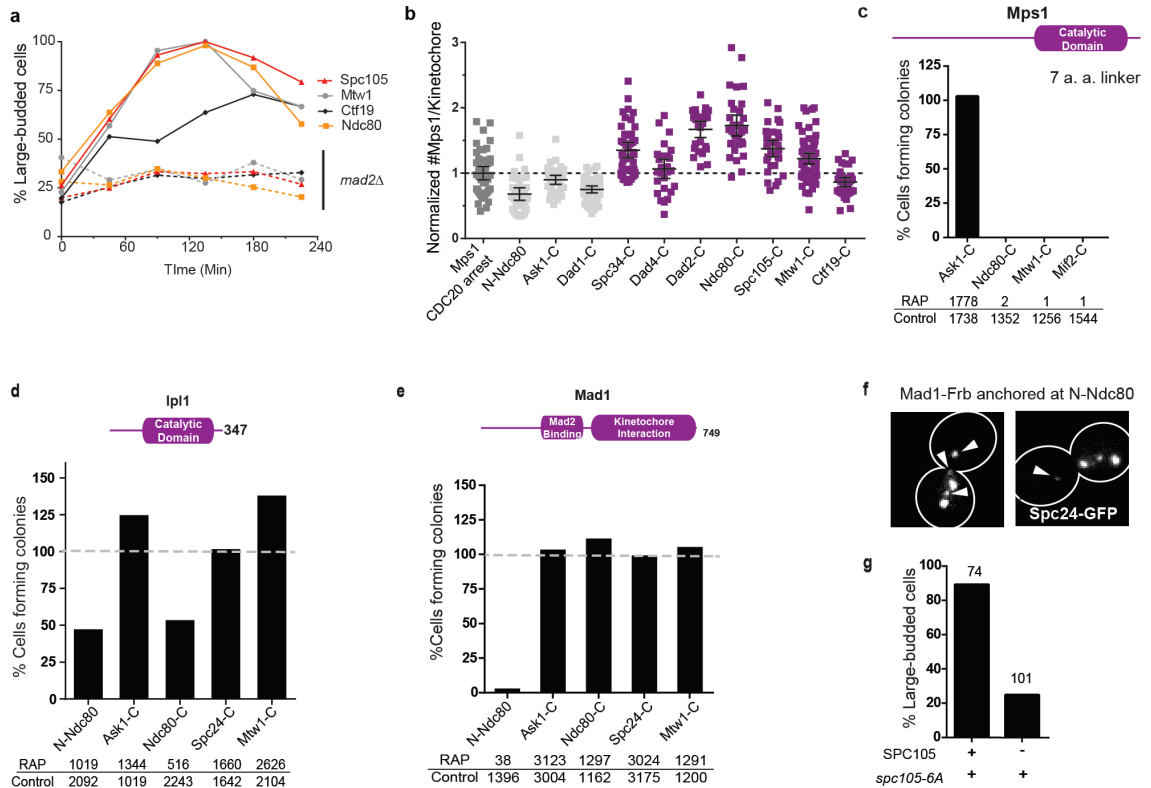 a
100
75
50
25
0
% Large-budded cells
0 60 120 180 240
TIme (Min)
Spc105
Mtw1
Ctf19
Ndc80
mad2Δ
b
3
2
1
0
Normalized #Mps1/Kinetochore
Mps1
CDC20 arrest
N-Ndc80
Ask1-C
Dad1-C
Spc34-C
Dad4-C
Dad2-C
Ndc80-C
Spc105-C
Mtw1-C
Ctf19-C
c
Mps1
Catalytic
Domain
7 a. a. linker
125
100
75
50
25
0
% Cells forming colonies
Ask1-C
Ndc80-C
Mtw1-C
Mif2-C
RAP 1778 2 1 1
Control 1738 1352 1256 1544
d
Ipl1
Catalytic
Domain
347
150
125
100
75
50
25
0
% Cells forming colonies
N-Ndc80
Ask1-C
Ndc80-C
Spc24-C
Mtw1-C
RAP 1019 1344 516 1660 2626
Control 2092 1019 2243 1642 2104
e
Mad1
Mad2
Binding
Kinetochore
Interaction
749
150
125
100
75
50
25
0
%Cells forming colonies
N-Ndc80
Ask1-C
Ndc80-C
Spc24-C
Mtw1-C
RAP 38 3123 1297 3024 1291
Control 1396 3004 1162 3175 1200
f
Mad1-Frb anchored at N-Ndc80
Spc24-GFP
g
100
80
60
40
20
0
% Large-budded cells
74
101
SPC105 + -
spc105-6A + +